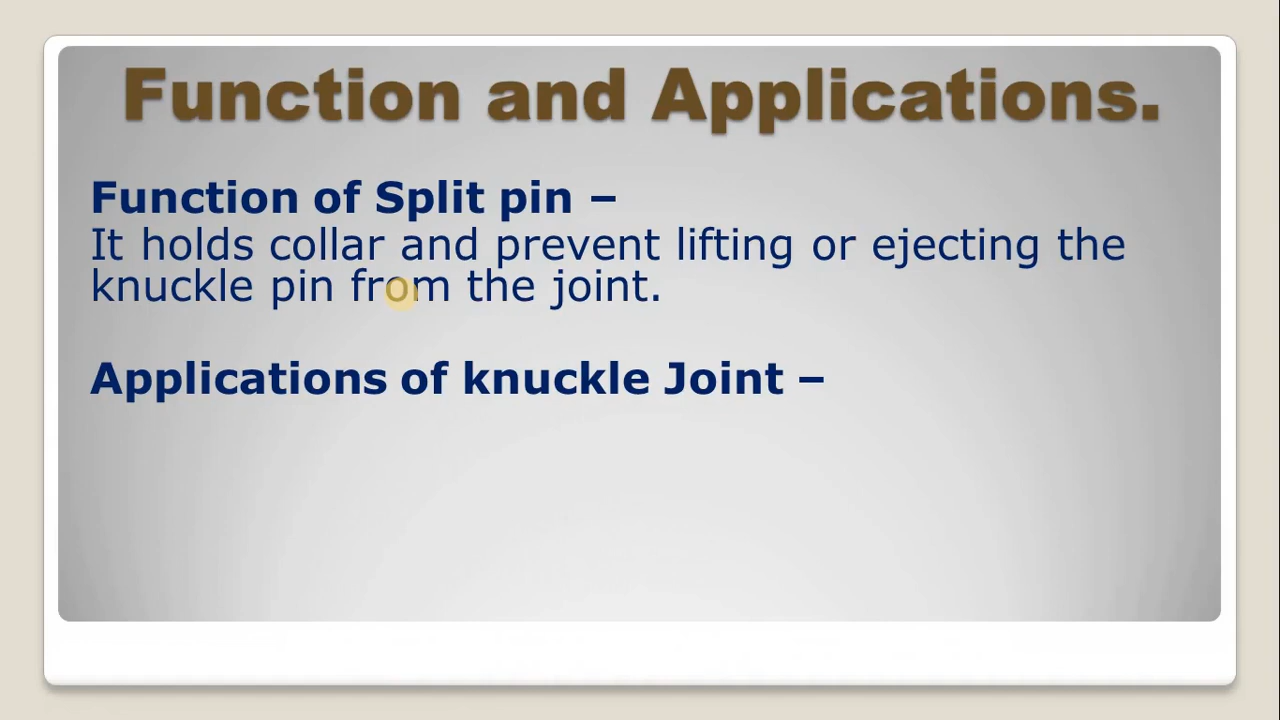 Function and Applications.
Function of Split pin –
It holds collar and prevent lifting or ejecting the
knuckle pin from the joint.
Applications of knuckle Joint –